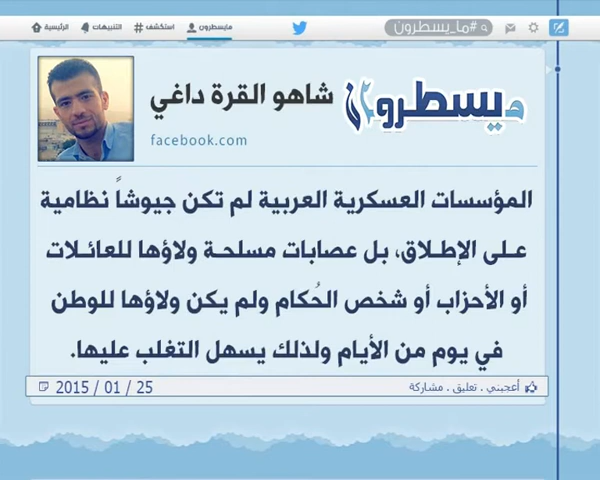 الرئيسية
التنبيهات
# استكشف
مايسطرون
#ما_يسطرون
ما يسطرون
شاهو القرة داغي
facebook.com
المؤسسات العسكرية العربية لم تكن جيوشاً نظامية
على الإطلاق، بل عصابات مسلحة ولاؤها للعائلات
أو الأحزاب أو شخص الحُكام ولم يكن ولاؤها للوطن
في يوم من الأيام ولذلك يسهل التغلب عليها.
أعجبني . تعليق . مشاركة
2015 / 01 / 25